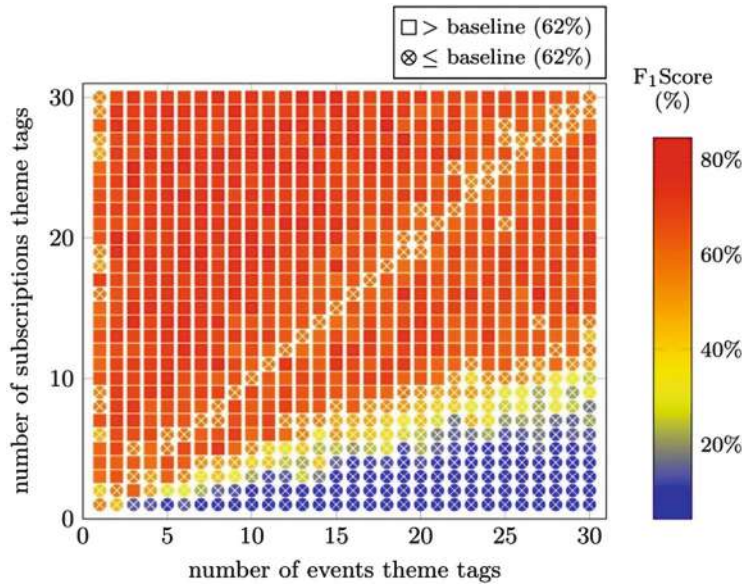 > baseline (62%)
≤ baseline (62%)
F₁Score
(%)
number of subscriptions theme tags
30
20
10
0
0 5 10 15 20 25 30
number of events theme tags
80%
60%
40%
20%